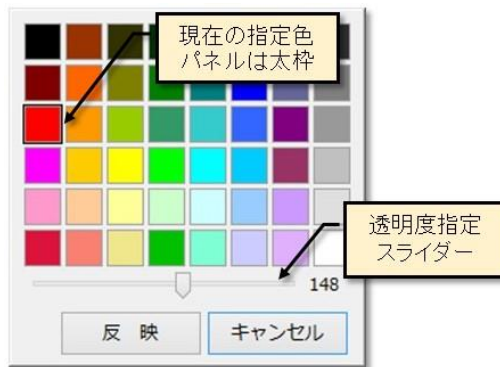 現在の指定色
パネルは太枠
透明度指定
スライダー
148
反 映
キャンセル